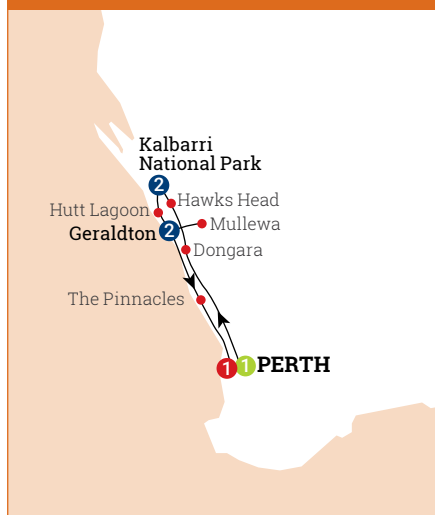 Kalbarri
National Park
2
Hawks Head
Hutt Lagoon
Mullewa
Geraldton
2
Dongara
The Pinnacles
1
1
PERTH